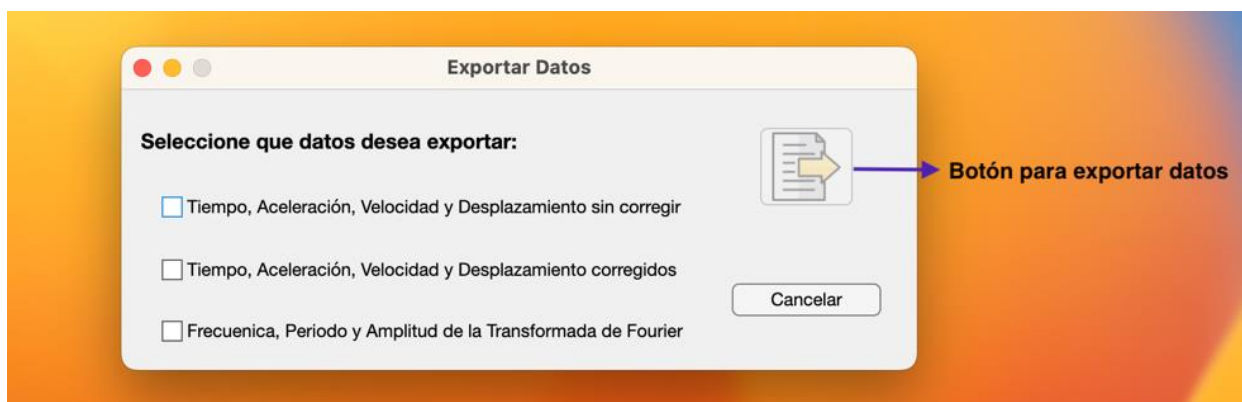 Exportar Datos
Seleccione que datos desea exportar:
Botón para exportar datos
Tiempo, Aceleración, Velocidad y Desplazamiento sin corregir
Tiempo, Aceleración, Velocidad y Desplazamiento corregidos
Cancelar
Frecuenica, Periodo y Amplitud de la Transformada de Fourier